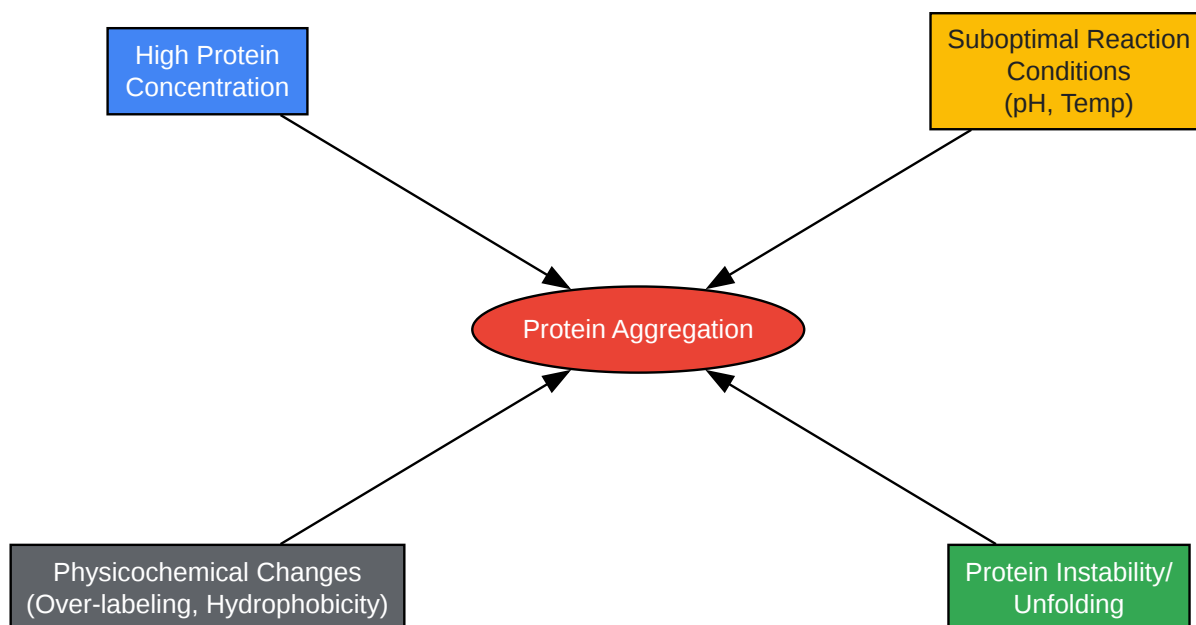 High Protein
Concentration
Suboptimal Reaction
Conditions
(pH, Temp)
Protein Aggregation
Physicochemical Changes
(Over-labeling, Hydrophobicity)
Protein Instability/
Unfolding